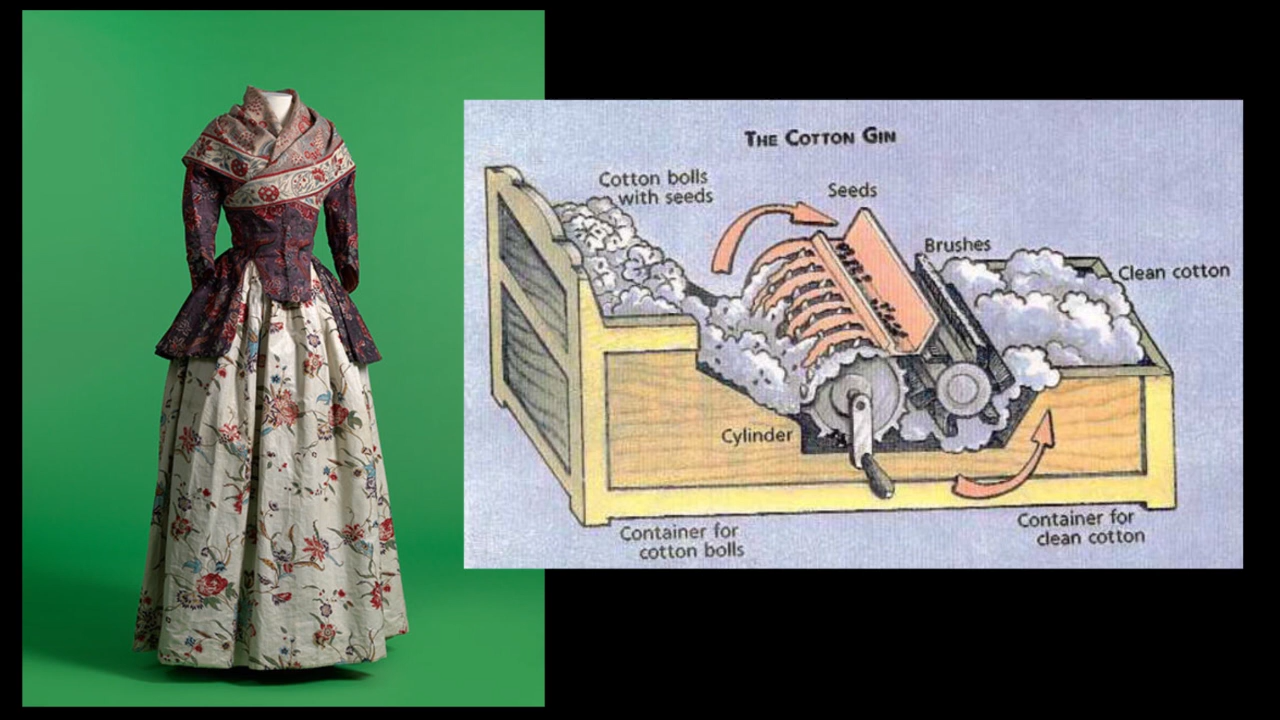 THE COTTON GIN
Cotton bolls
with seeds
Seeds
Brushes
Clean cotton
Cylinder
Container for
cotton bolls
Container for
clean cotton